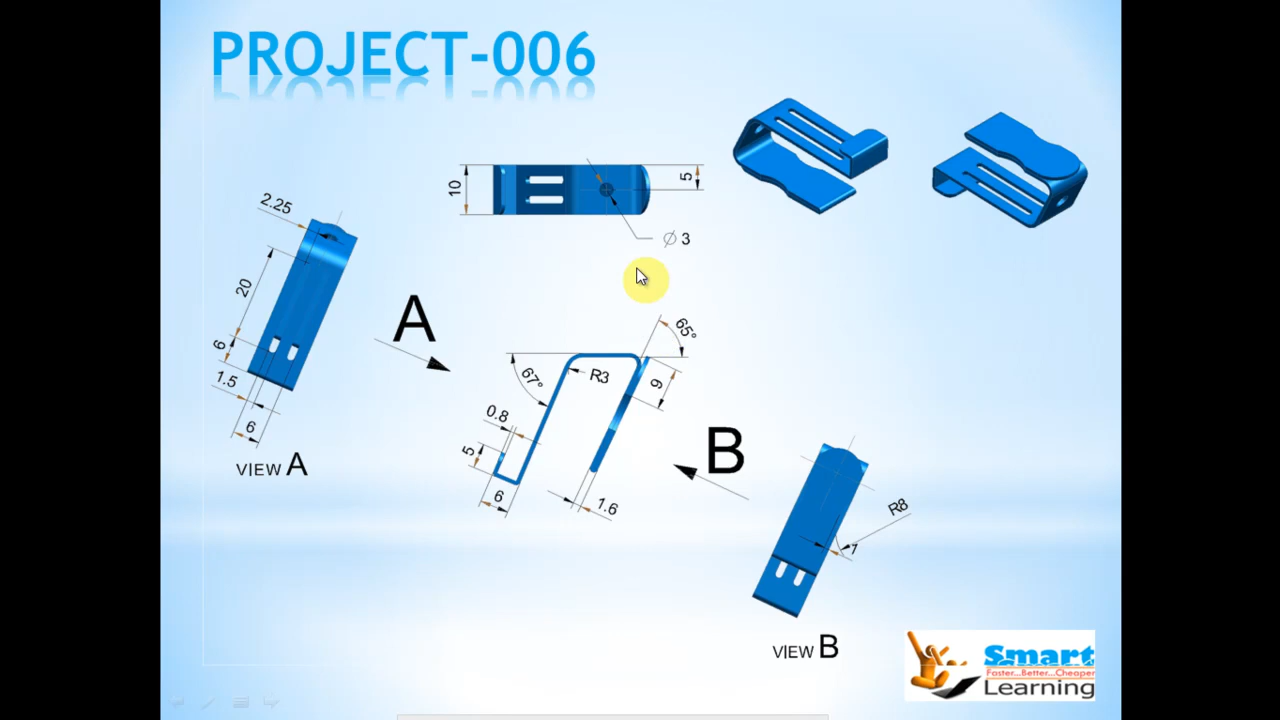 PROJECT-006
10
5
Ø 3
2.25
20
6
1.5
6
VIEW A
A
65°
67°
R3
9
0.8
5
6
1.6
B
R8
1
VIEW B
Smart
Faster...Better...Cheaper
Learning